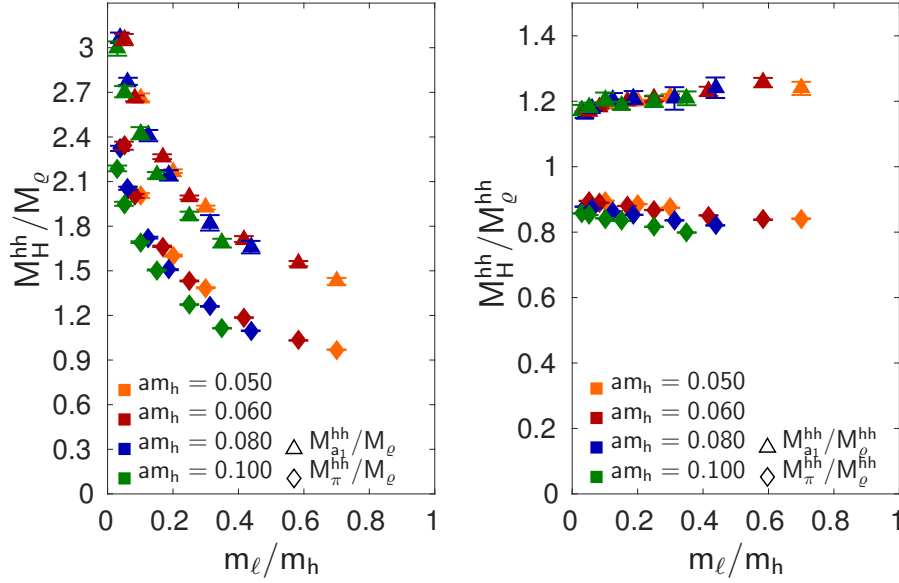 M_H^hh/M_ϱ
3
2.7
2.4
2.1
1.8
1.5
1.2
0.9
0.6
0.3
0
am_h = 0.050
am_h = 0.060
am_h = 0.080
am_h = 0.100
M_a₁^hh/M_ϱ
M_π^hh/M_ϱ
0 0.2 0.4 0.6 0.8 1
m_ℓ/m_h
M_H^hh/M_ϱ^hh
1.4
1.2
1
0.8
0.6
0.4
0.2
0
am_h = 0.050
am_h = 0.060
am_h = 0.080
am_h = 0.100
M_a₁^hh/M_ϱ^hh
M_π^hh/M_ϱ^hh
0 0.2 0.4 0.6 0.8 1
m_ℓ/m_h